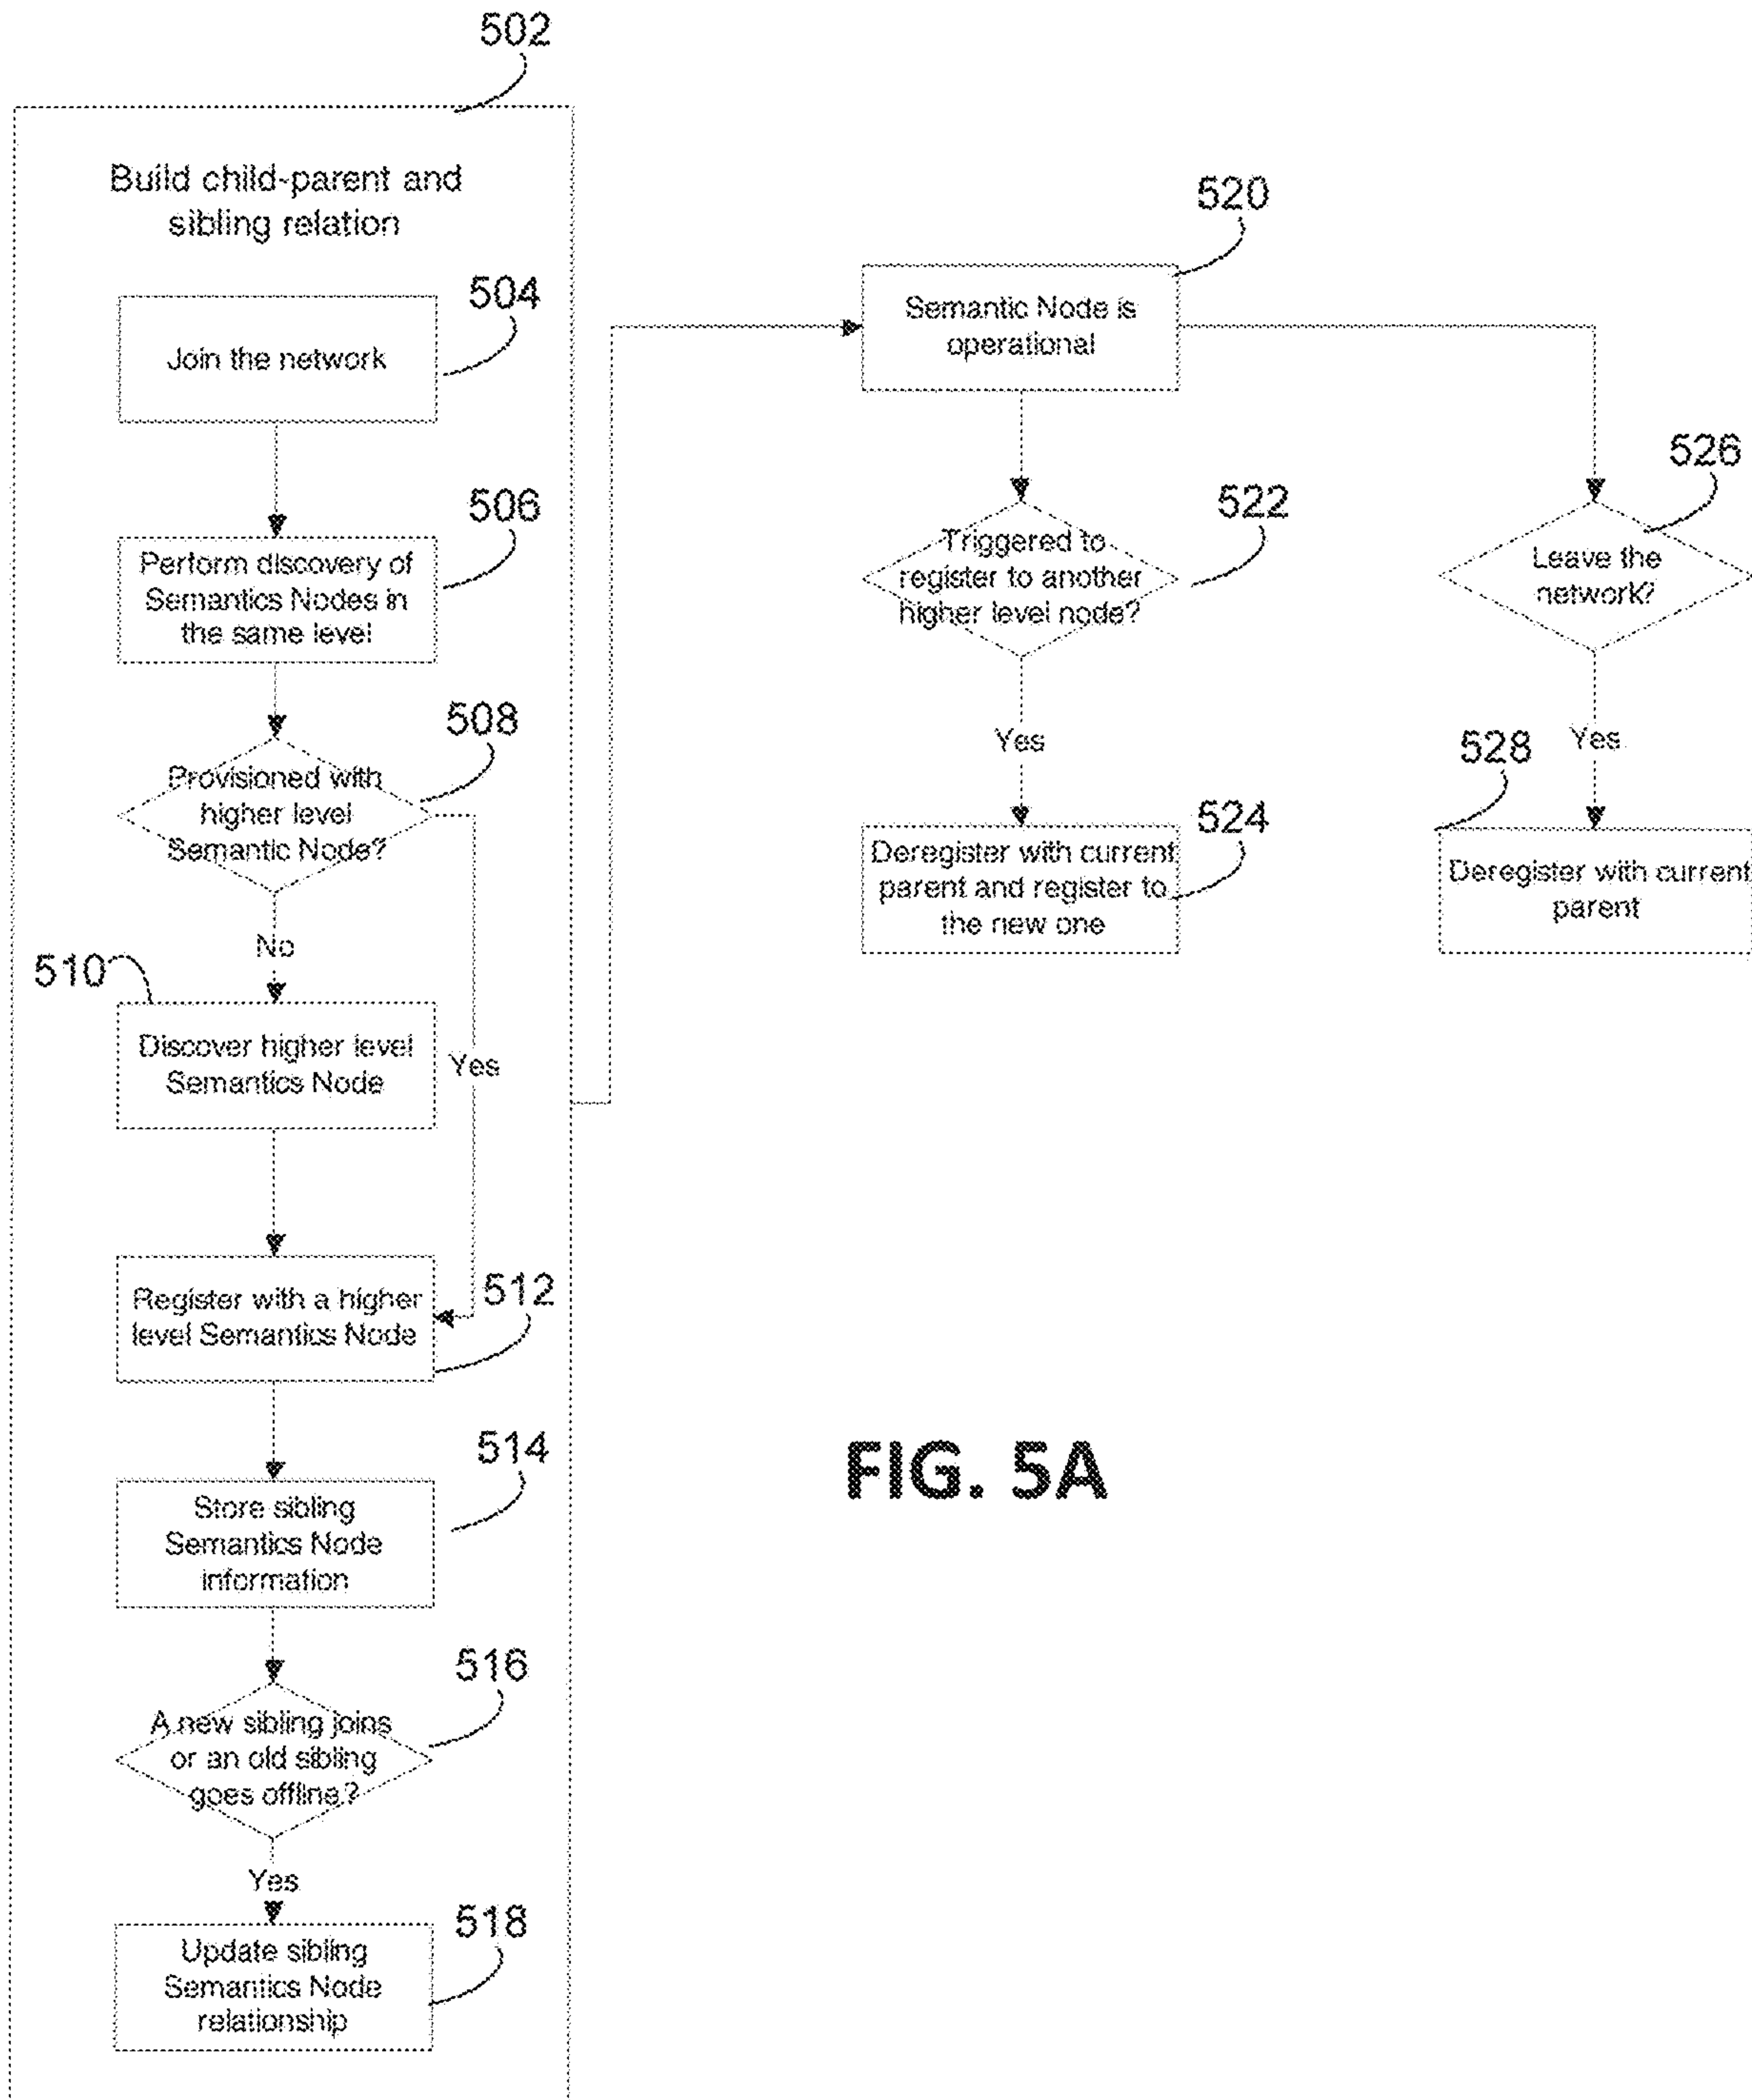 502
Build child-parent and
sibling relation
504
Join the network
506
Perform discovery of
Semantics Nodes in
the same level
508
Provisioned with
higher level
Semantic Node?
No
Yes
510
Discover higher level
Semantics Node
512
Register with a higher
level Semantics Node
514
Store sibling
Semantics Node
information
516
A new sibling joins
or an old sibling
goes offline?
Yes
518
Update sibling
Semantics Node
relationship
520
Semantic Node is
operational
522
Triggered to
register to another
higher level node?
Yes
524
Deregister with current
parent and register to
the new one
526
Leave the
network?
Yes
528
Deregister with current
parent
FIG. 5A